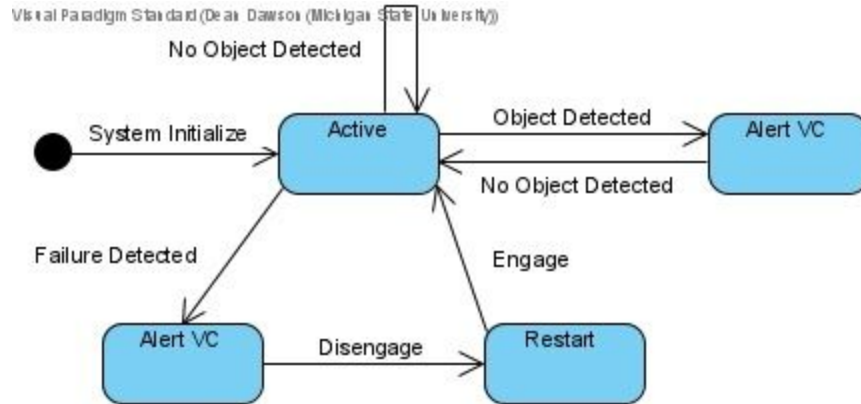 Visual Paradigm Standard (Dean Dawson (Michigan State University))
No Object Detected
System Initialize
Active
Object Detected
Alert VC
No Object Detected
Failure Detected
Engage
Alert VC
Disengage
Restart